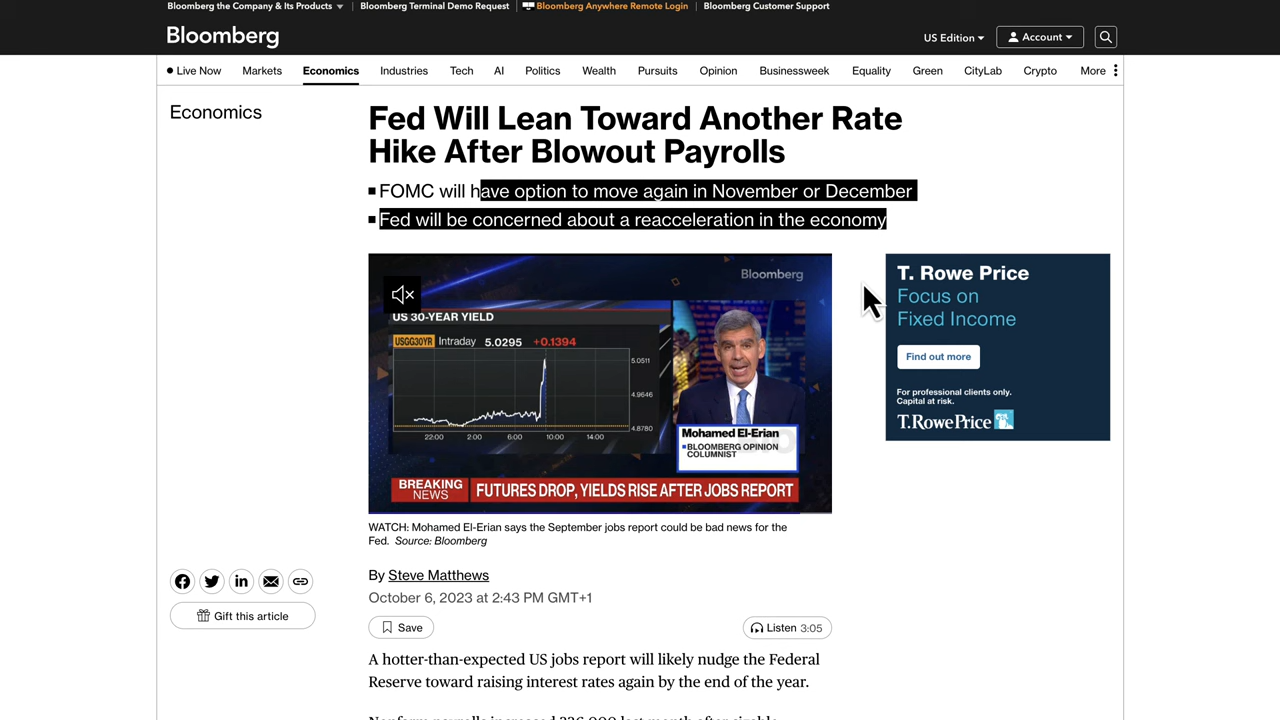 Bloomberg the Company & Its Products
Bloomberg Terminal Demo Request
Bloomberg Anywhere Remote Login
Bloomberg Customer Support
Bloomberg
US Edition
Account
Live Now
Markets
Economics
Industries
Tech
AI
Politics
Wealth
Pursuits
Opinion
Businessweek
Equality
Green
CityLab
Crypto
More
Economics
Fed Will Lean Toward Another Rate
Hike After Blowout Payrolls
FOMC will have option to move again in November or December
Fed will be concerned about a reacceleration in the economy
Bloomberg
US 30-YEAR YIELD
USGG30YR Intraday 5.0295 +0.1394
5.0511
4.9646
4.8780
22:00 2:00 6:00 10:00 14:00
Mohamed El-Erian
BLOOMBERG OPINION
COLUMNIST
BREAKING
NEWS
FUTURES DROP, YIELDS RISE AFTER JOBS REPORT
T. Rowe Price
Focus on
Fixed Income
Find out more
For professional clients only.
Capital at risk.
T.RowePrice
WATCH: Mohamed El-Erian says the September jobs report could be bad news for the
Fed. Source: Bloomberg
By Steve Matthews
October 6, 2023 at 2:43 PM GMT+1
Gift this article
Save
Listen 3:05
A hotter-than-expected US jobs report will likely nudge the Federal
Reserve toward raising interest rates again by the end of the year.
Nonfarm payrolls increased 336,000 last month after sizable